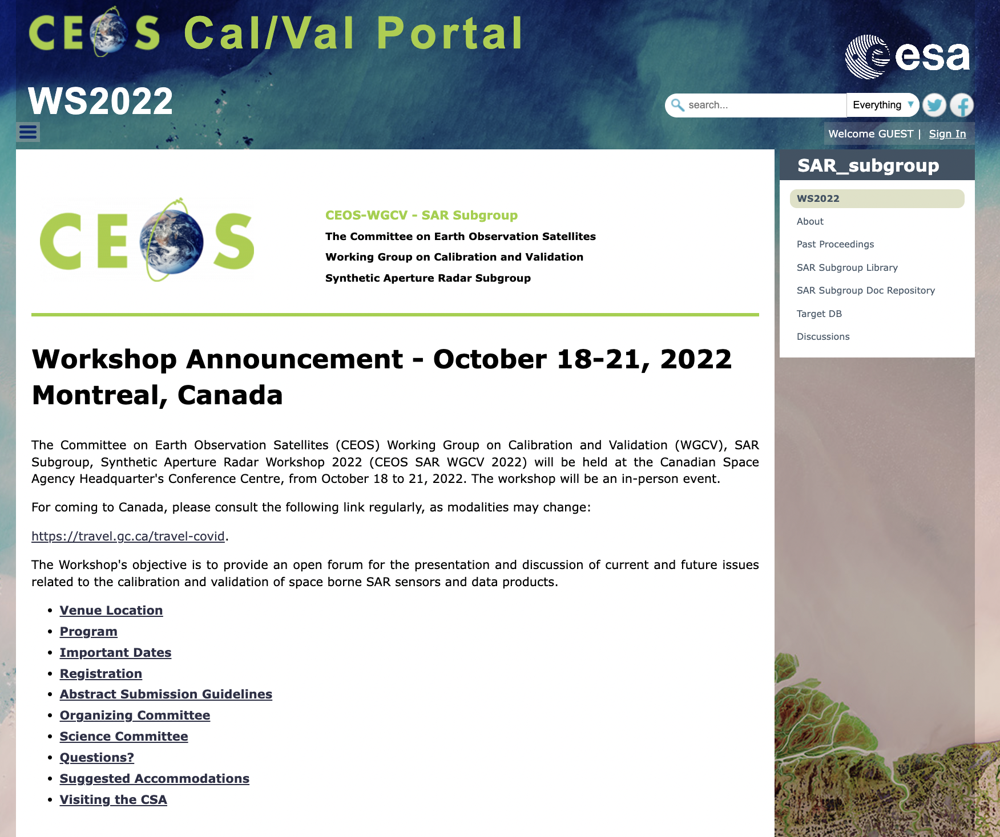 CEOS Cal/Val Portal
esa
WS2022
search...
Everything
Welcome GUEST | Sign In
CEOS
CEOS-WGCV - SAR Subgroup
The Committee on Earth Observation Satellites
Working Group on Calibration and Validation
Synthetic Aperture Radar Subgroup
Workshop Announcement - October 18-21, 2022
Montreal, Canada
The Committee on Earth Observation Satellites (CEOS) Working Group on Calibration and Validation (WGCV), SAR
Subgroup, Synthetic Aperture Radar Workshop 2022 (CEOS SAR WGCV 2022) will be held at the Canadian Space
Agency Headquarter's Conference Centre, from October 18 to 21, 2022. The workshop will be an in-person event.
For coming to Canada, please consult the following link regularly, as modalities may change:
https://travel.gc.ca/travel-covid.
The Workshop's objective is to provide an open forum for the presentation and discussion of current and future issues
related to the calibration and validation of space borne SAR sensors and data products.
• Venue Location
• Program
• Important Dates
• Registration
• Abstract Submission Guidelines
• Organizing Committee
• Science Committee
• Questions?
• Suggested Accommodations
• Visiting the CSA
SAR_subgroup
WS2022
About
Past Proceedings
SAR Subgroup Library
SAR Subgroup Doc Repository
Target DB
Discussions